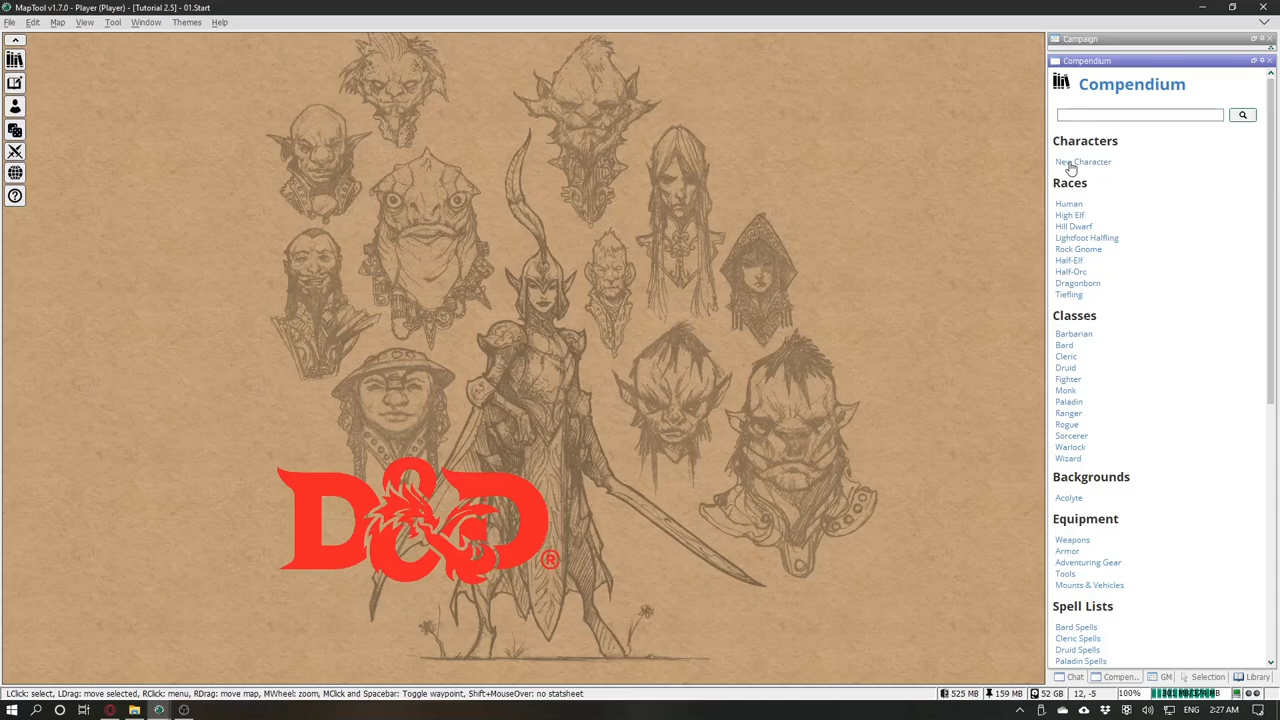 MapTool v1.7.0 - Player (Player) - [Tutorial 2.5] - 01.Start
File Edit Map View Tool Window Themes Help
Campaign
Compendium
Compendium
Characters
New Character
Races
Human
High Elf
Hill Dwarf
Lightfoot Halfling
Rock Gnome
Half-Elf
Half-Orc
Dragonborn
Tiefling
Classes
Barbarian
Bard
Cleric
Druid
Fighter
Monk
Paladin
Ranger
Rogue
Sorcerer
Warlock
Wizard
Backgrounds
Acolyte
Equipment
Weapons
Armor
Adventuring Gear
Tools
Mounts & Vehicles
Spell Lists
Bard Spells
Cleric Spells
Druid Spells
Paladin Spells
D&D®
Chat Compen... GM Selection Library
LClick: select, LDrag: move selected, RClick: menu, RDrag: move map, MWheel: zoom, MClick and Spacebar: Toggle waypoint, Shift+MouseOver: no statsheet
525 MB 159 MB 52 GB 12, -5 100%
ENG 2:27 AM